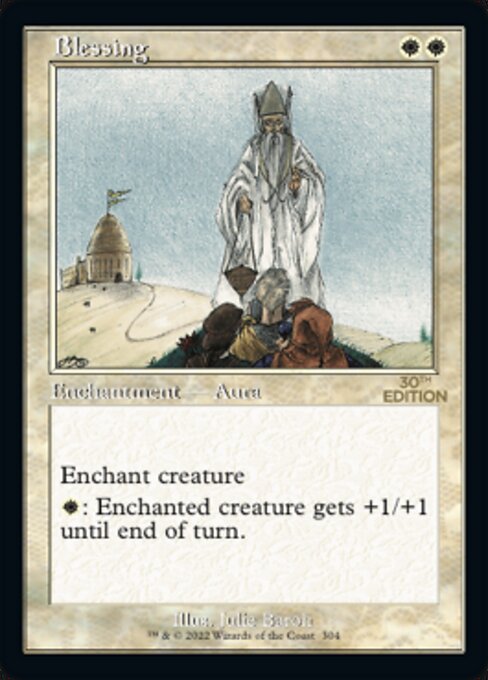 Blessing
Enchantment — Aura
30TH
EDITION
Enchant creature
: Enchanted creature gets +1/+1
until end of turn.
Illus. Julie Baroh
™ & © 2022 Wizards of the Coast 304